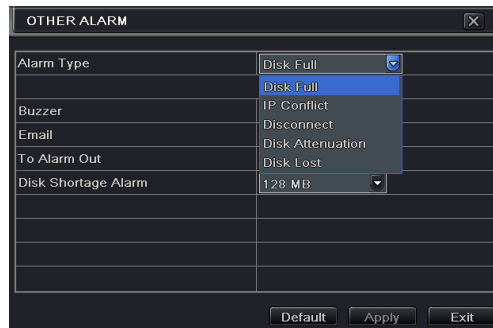 OTHER ALARM
Alarm Type
Disk Full
Disk Full
IP Conflict
Buzzer
Disconnect
Email
Disk Attenuation
To Alarm Out
Disk Lost
Disk Shortage Alarm
128 MB
Default
Apply
Exit